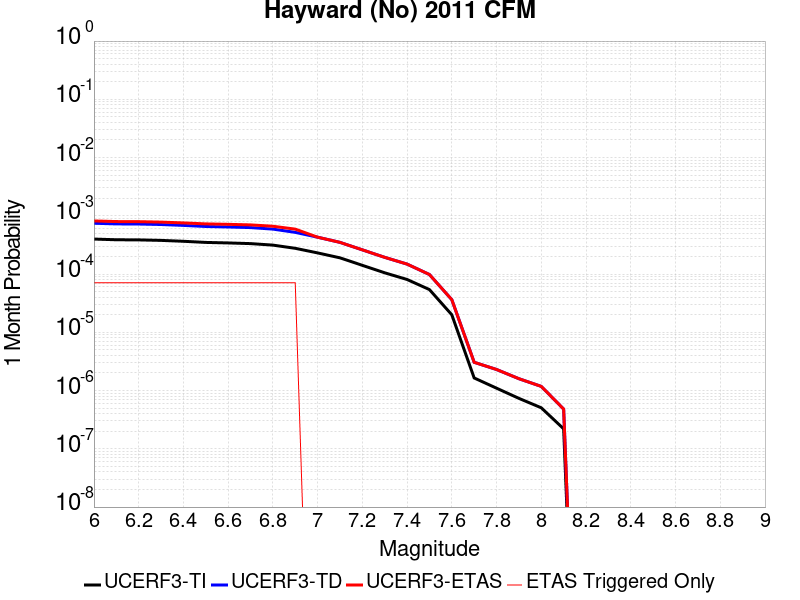 Hayward (No) 2011 CFM
1 Month Probability
10^0
10^-1
10^-2
10^-3
10^-4
10^-5
10^-6
10^-7
10^-8
6 6.2 6.4 6.6 6.8 7 7.2 7.4 7.6 7.8 8 8.2 8.4 8.6 8.8 9
Magnitude
UCERF3-TI UCERF3-TD UCERF3-ETAS ETAS Triggered Only